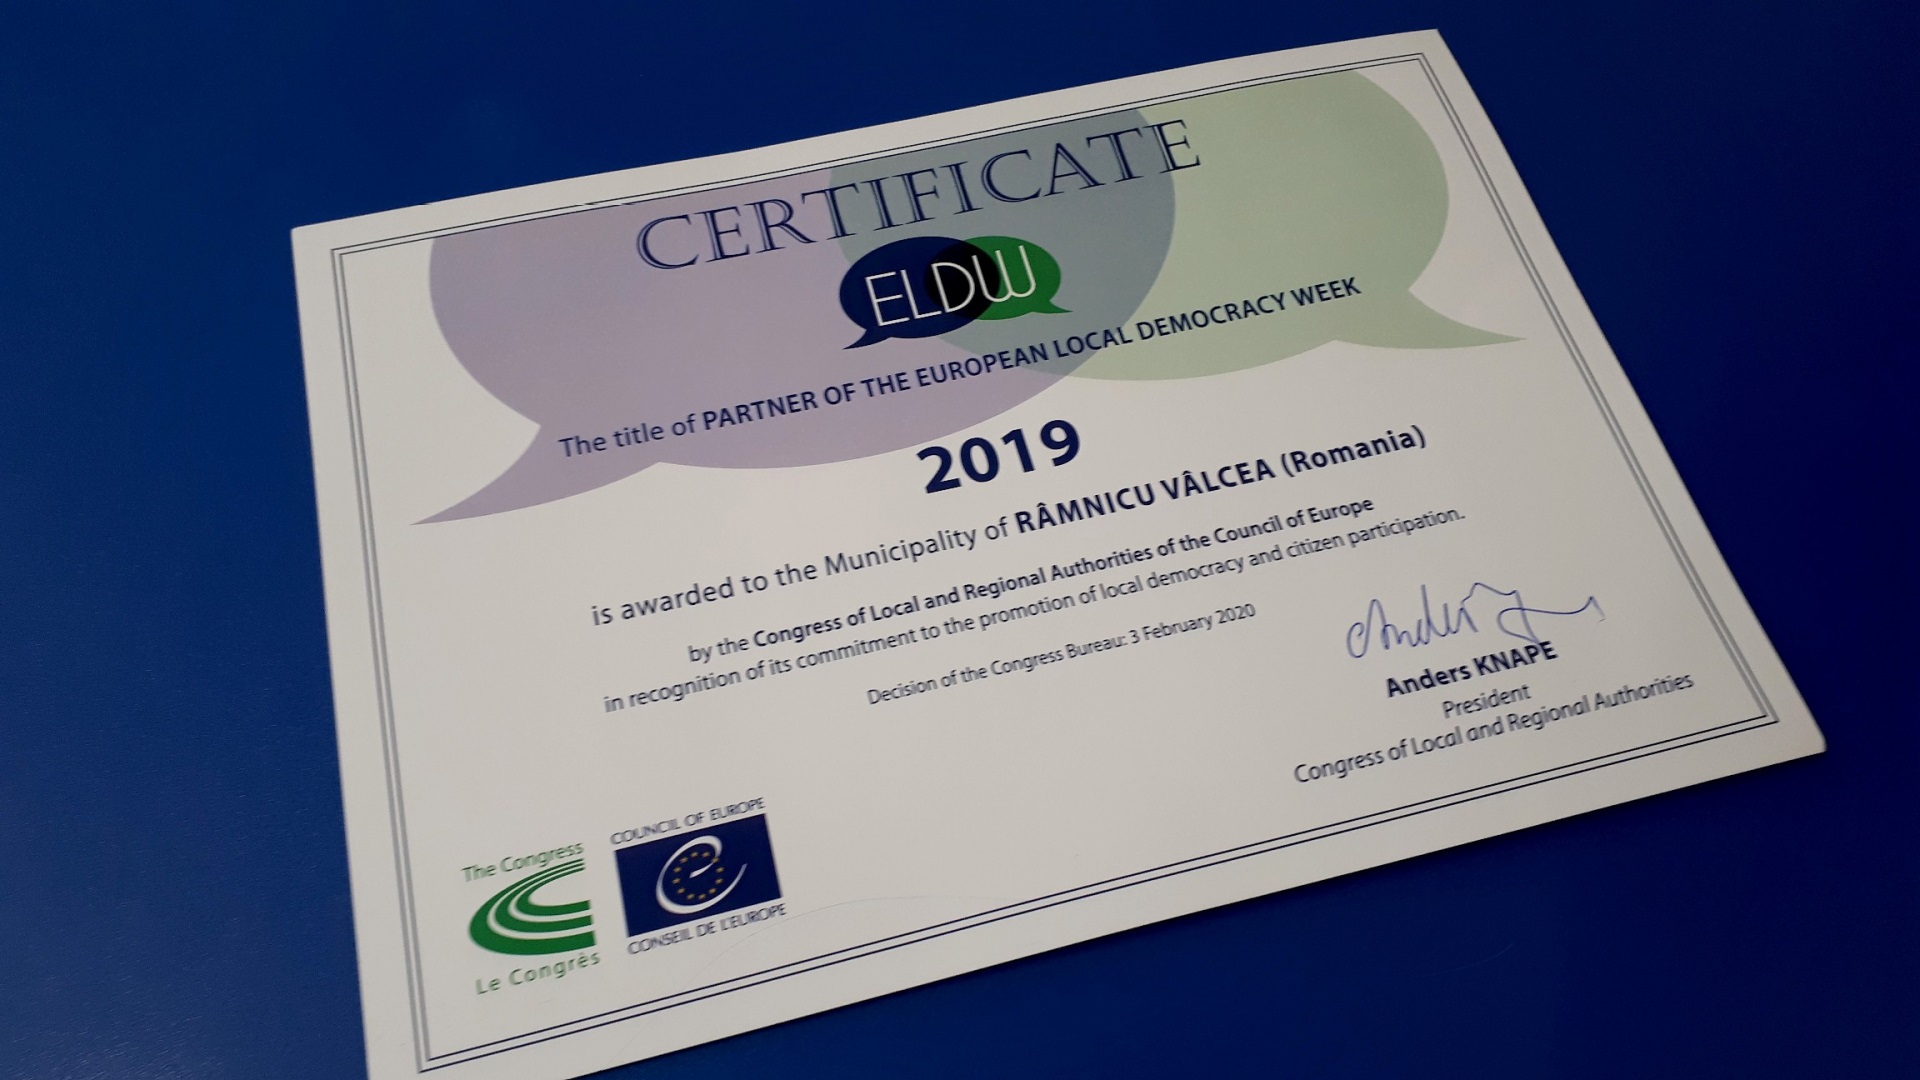 CERTIFICATE
ELDW
The title of PARTNER OF THE EUROPEAN LOCAL DEMOCRACY WEEK
2019
is awarded to the Municipality of RÂMNICU VÂLCEA (Romania)
by the Congress of Local and Regional Authorities of the Council of Europe
in recognition of its commitment to the promotion of local democracy and citizen participation.
Decision of the Congress Bureau: 3 February 2020
Anders KNAPE
President
Congress of Local and Regional Authorities
The Congress
Le Congrès
COUNCIL OF EUROPE
CONSEIL DE L'EUROPE